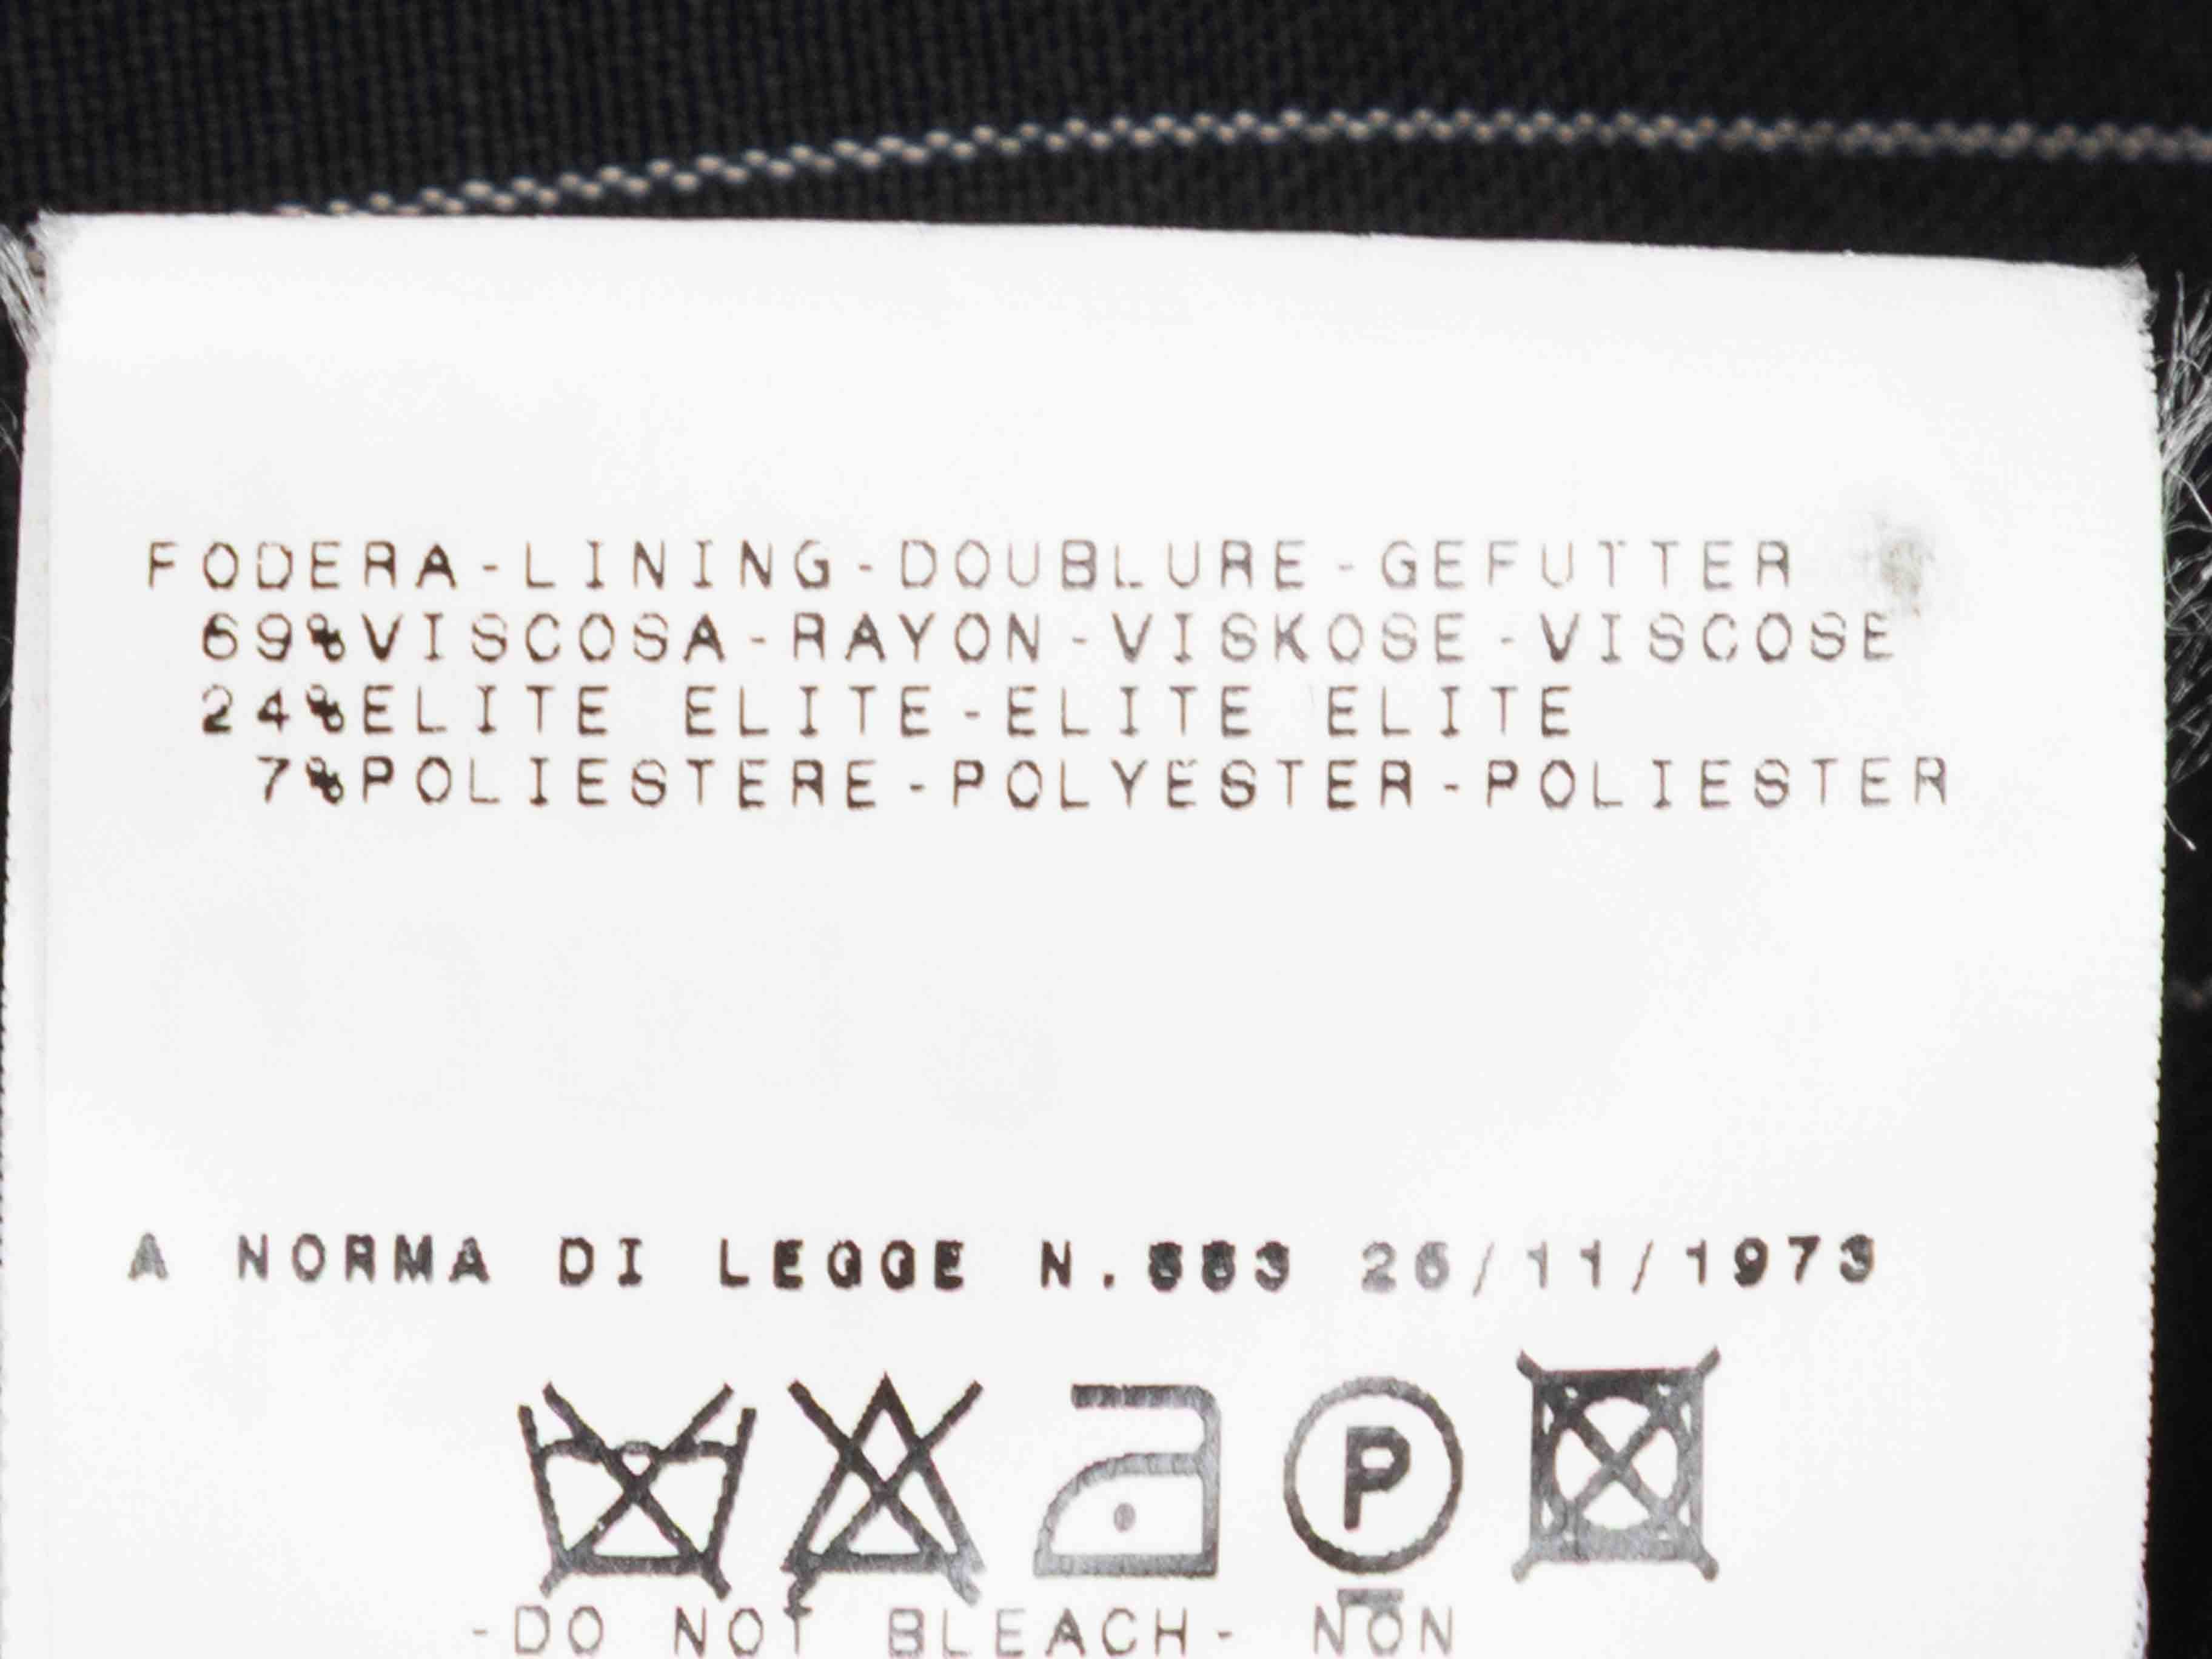 FODERA-LINING-DOUBLURE-GEFUTTER
69%VISCOSA-RAYON-VISKOSE-VISCOSE
24%ELITE ELITE-ELITE ELITE
7%POLIESTERE-POLYESTER-POLIESTER
A NORMA DI LEGGE N.883 26/11/1973
P
-DO NOT BLEACH- NON